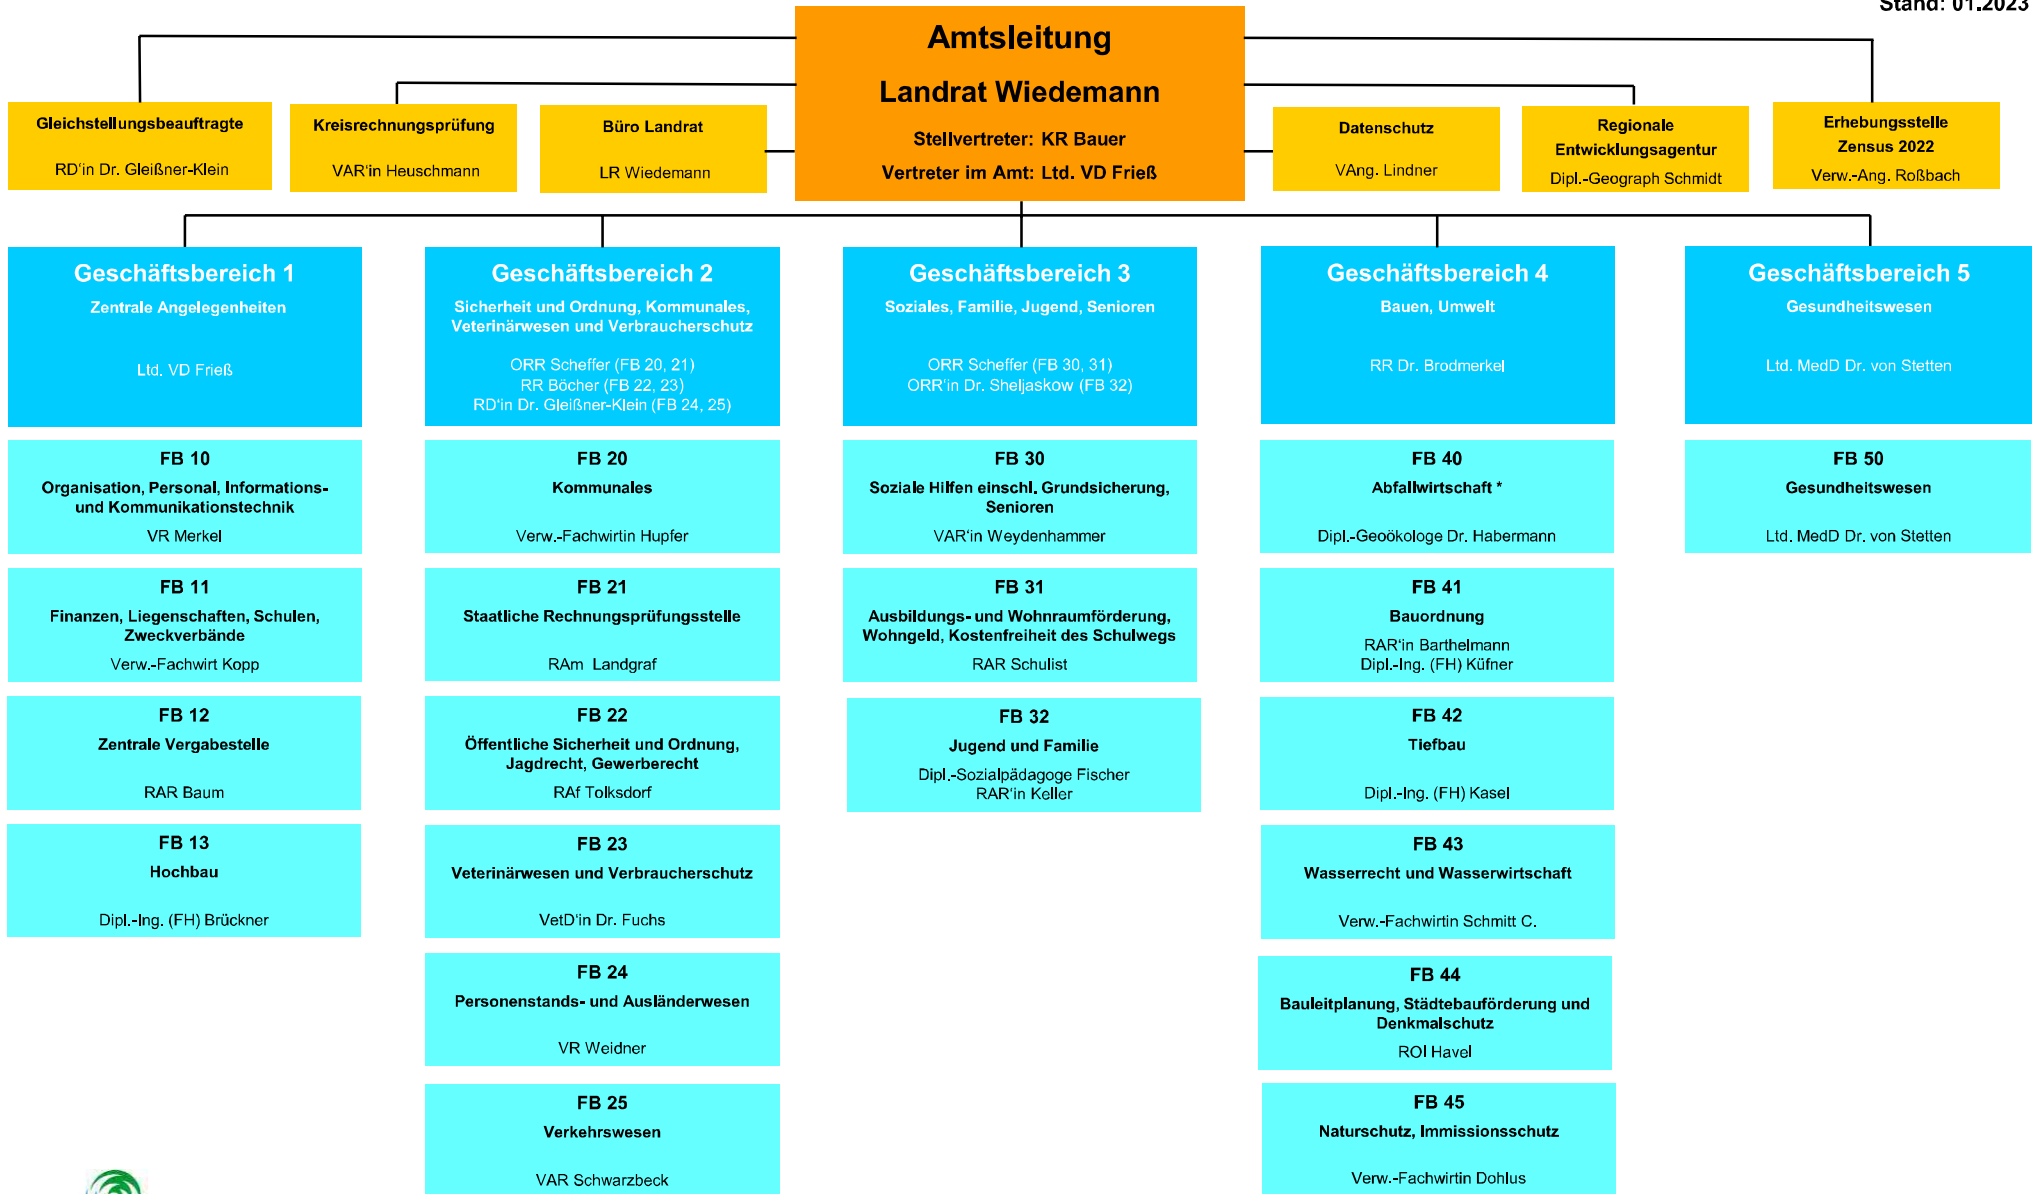 Stand: 01.2023
Amtsleitung
Landrat Wiedemann
Stellvertreter: KR Bauer
Vertreter im Amt: Ltd. VD Frieß
Gleichstellungsbeauftragte
RD'in Dr. Gleißner-Klein
Kreisrechnungsprüfung
VAR'in Heuschmann
Büro Landrat
LR Wiedemann
Datenschutz
VAng. Lindner
Regionale
Entwicklungsagentur
Dipl.-Geograph Schmidt
Erhebungsstelle
Zensus 2022
Verw.-Ang. Roßbach
Geschäftsbereich 1
Zentrale Angelegenheiten
Ltd. VD Frieß
FB 10
Organisation, Personal, Informations-
und Kommunikationstechnik
VR Merkel
FB 11
Finanzen, Liegenschaften, Schulen,
Zweckverbände
Verw.-Fachwirt Kopp
FB 12
Zentrale Vergabestelle
RAR Baum
FB 13
Hochbau
Dipl.-Ing. (FH) Brückner
Geschäftsbereich 2
Sicherheit und Ordnung, Kommunales,
Veterinärwesen und Verbraucherschutz
ORR Scheffer (FB 20, 21)
RR Böcher (FB 22, 23)
RD'in Dr. Gleißner-Klein (FB 24, 25)
FB 20
Kommunales
Verw.-Fachwirtin Hupfer
FB 21
Staatliche Rechnungsprüfungsstelle
RAm Landgraf
FB 22
Öffentliche Sicherheit und Ordnung,
Jagdrecht, Gewerberecht
RAf Tolksdorf
FB 23
Veterinärwesen und Verbraucherschutz
VetD'in Dr. Fuchs
FB 24
Personenstands- und Ausländerwesen
VR Weidner
FB 25
Verkehrswesen
VAR Schwarzbeck
Geschäftsbereich 3
Soziales, Familie, Jugend, Senioren
ORR Scheffer (FB 30, 31)
ORR'in Dr. Sheljaskow (FB 32)
FB 30
Soziale Hilfen einschl. Grundsicherung,
Senioren
VAR'in Weydenhammer
FB 31
Ausbildungs- und Wohnraumförderung,
Wohngeld, Kostenfreiheit des Schulwegs
RAR Schulist
FB 32
Jugend und Familie
Dipl.-Sozialpädagoge Fischer
RAR'in Keller
Geschäftsbereich 4
Bauen, Umwelt
RR Dr. Brodmerkel
FB 40
Abfallwirtschaft *
Dipl.-Geoökologe Dr. Habermann
FB 41
Bauordnung
RAR'in Barthelmann
Dipl.-Ing. (FH) Küfner
FB 42
Tiefbau
Dipl.-Ing. (FH) Kasel
FB 43
Wasserrecht und Wasserwirtschaft
Verw.-Fachwirtin Schmitt C.
FB 44
Bauleitplanung, Städtebauförderung und
Denkmalschutz
ROI Havel
FB 45
Naturschutz, Immissionsschutz
Verw.-Fachwirtin Dohlus
Geschäftsbereich 5
Gesundheitswesen
Ltd. MedD Dr. von Stetten
FB 50
Gesundheitswesen
Ltd. MedD Dr. von Stetten